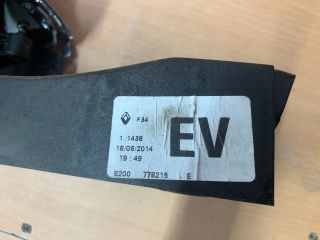 F34
1 .1438
18/06/2014
19 : 49
EV
8200 778215 - E